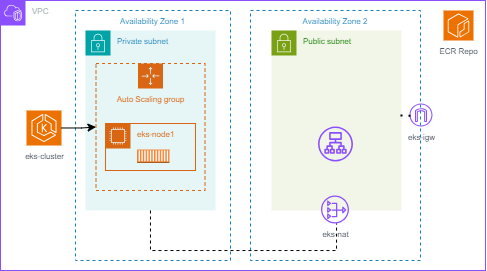 VPC
Availability Zone 1
Availability Zone 2
Private subnet
Public subnet
ECR Repo
Auto Scaling group
eks-node1
eks-igw
eks-cluster
eks-nat